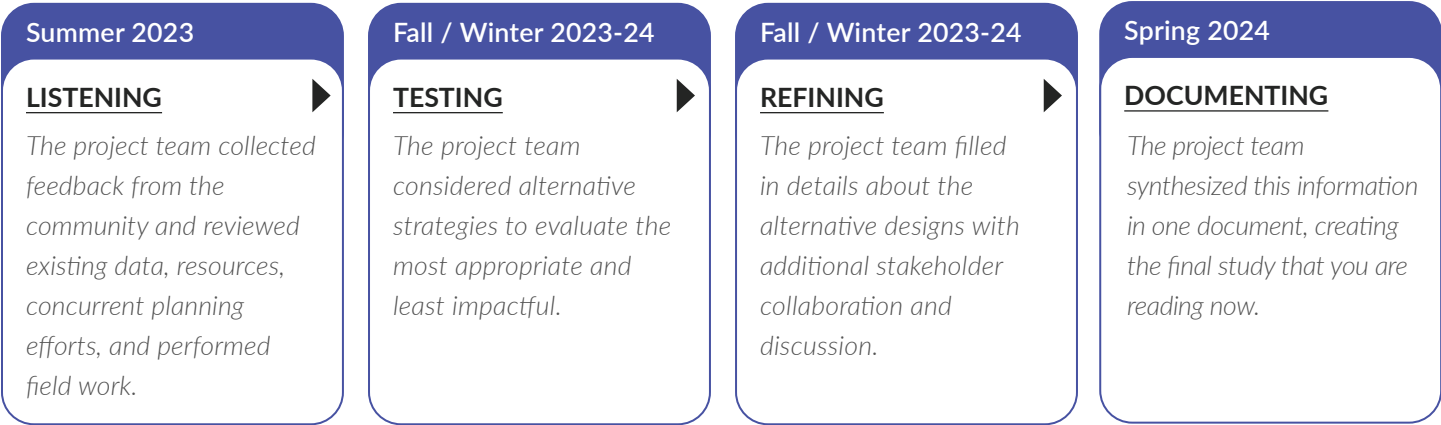 Summer 2023
LISTENING
The project team collected
feedback from the
community and reviewed
existing data, resources,
concurrent planning
efforts, and performed
field work.
Fall / Winter 2023-24
TESTING
The project team
considered alternative
strategies to evaluate the
most appropriate and
least impactful.
Fall / Winter 2023-24
REFINING
The project team filled
in details about the
alternative designs with
additional stakeholder
collaboration and
discussion.
Spring 2024
DOCUMENTING
The project team
synthesized this information
in one document, creating
the final study that you are
reading now.